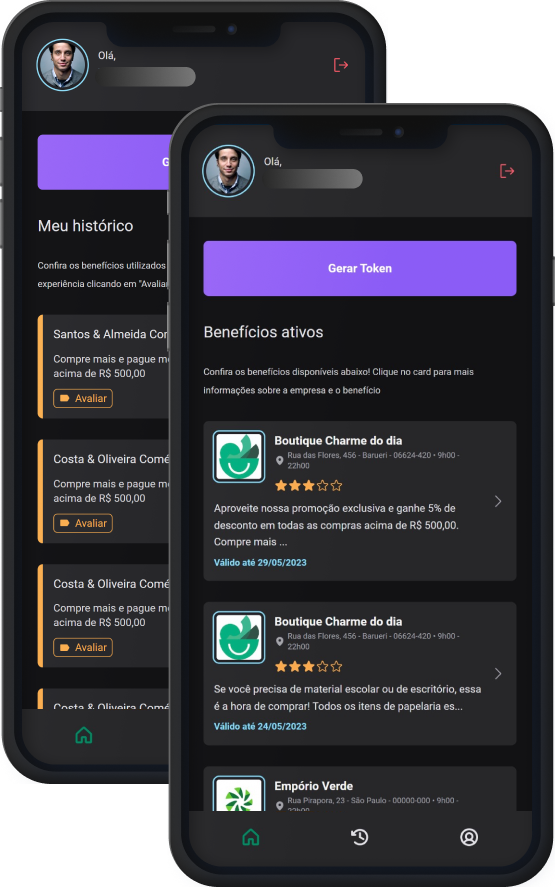 Olá,
G
Meu histórico
Confira os benefícios utilizados
experiência clicando em "Avalia
Santos & Almeida Co
Compre mais e pague m
acima de R$ 500,00
Avaliar
Costa & Oliveira Comé
Compre mais e pague m
acima de R$ 500,00
Avaliar
Costa & Oliveira Comé
Compre mais e pague m
acima de R$ 500,00
Avaliar
Costa & Oliveira Comé
Olá,
Gerar Token
Benefícios ativos
Confira os benefícios disponíveis abaixo! Clique no card para mais
informações sobre a empresa e o benefício
Boutique Charme do dia
Rua das Flores, 456 - Barueri - 06624-420 • 9h00 -
22h00
Aproveite nossa promoção exclusiva e ganhe 5% de
desconto em todas as compras acima de R$ 500,00.
Compre mais ...
Válido até 29/05/2023
Boutique Charme do dia
Rua das Flores, 456 - Barueri - 06624-420 • 9h00 -
22h00
Se você precisa de material escolar ou de escritório, essa
é a hora de comprar! Todos os itens de papelaria es...
Válido até 24/05/2023
Empório Verde
Rua Pirapora, 23 - São Paulo - 00000-000 • 9h00 -
22h00